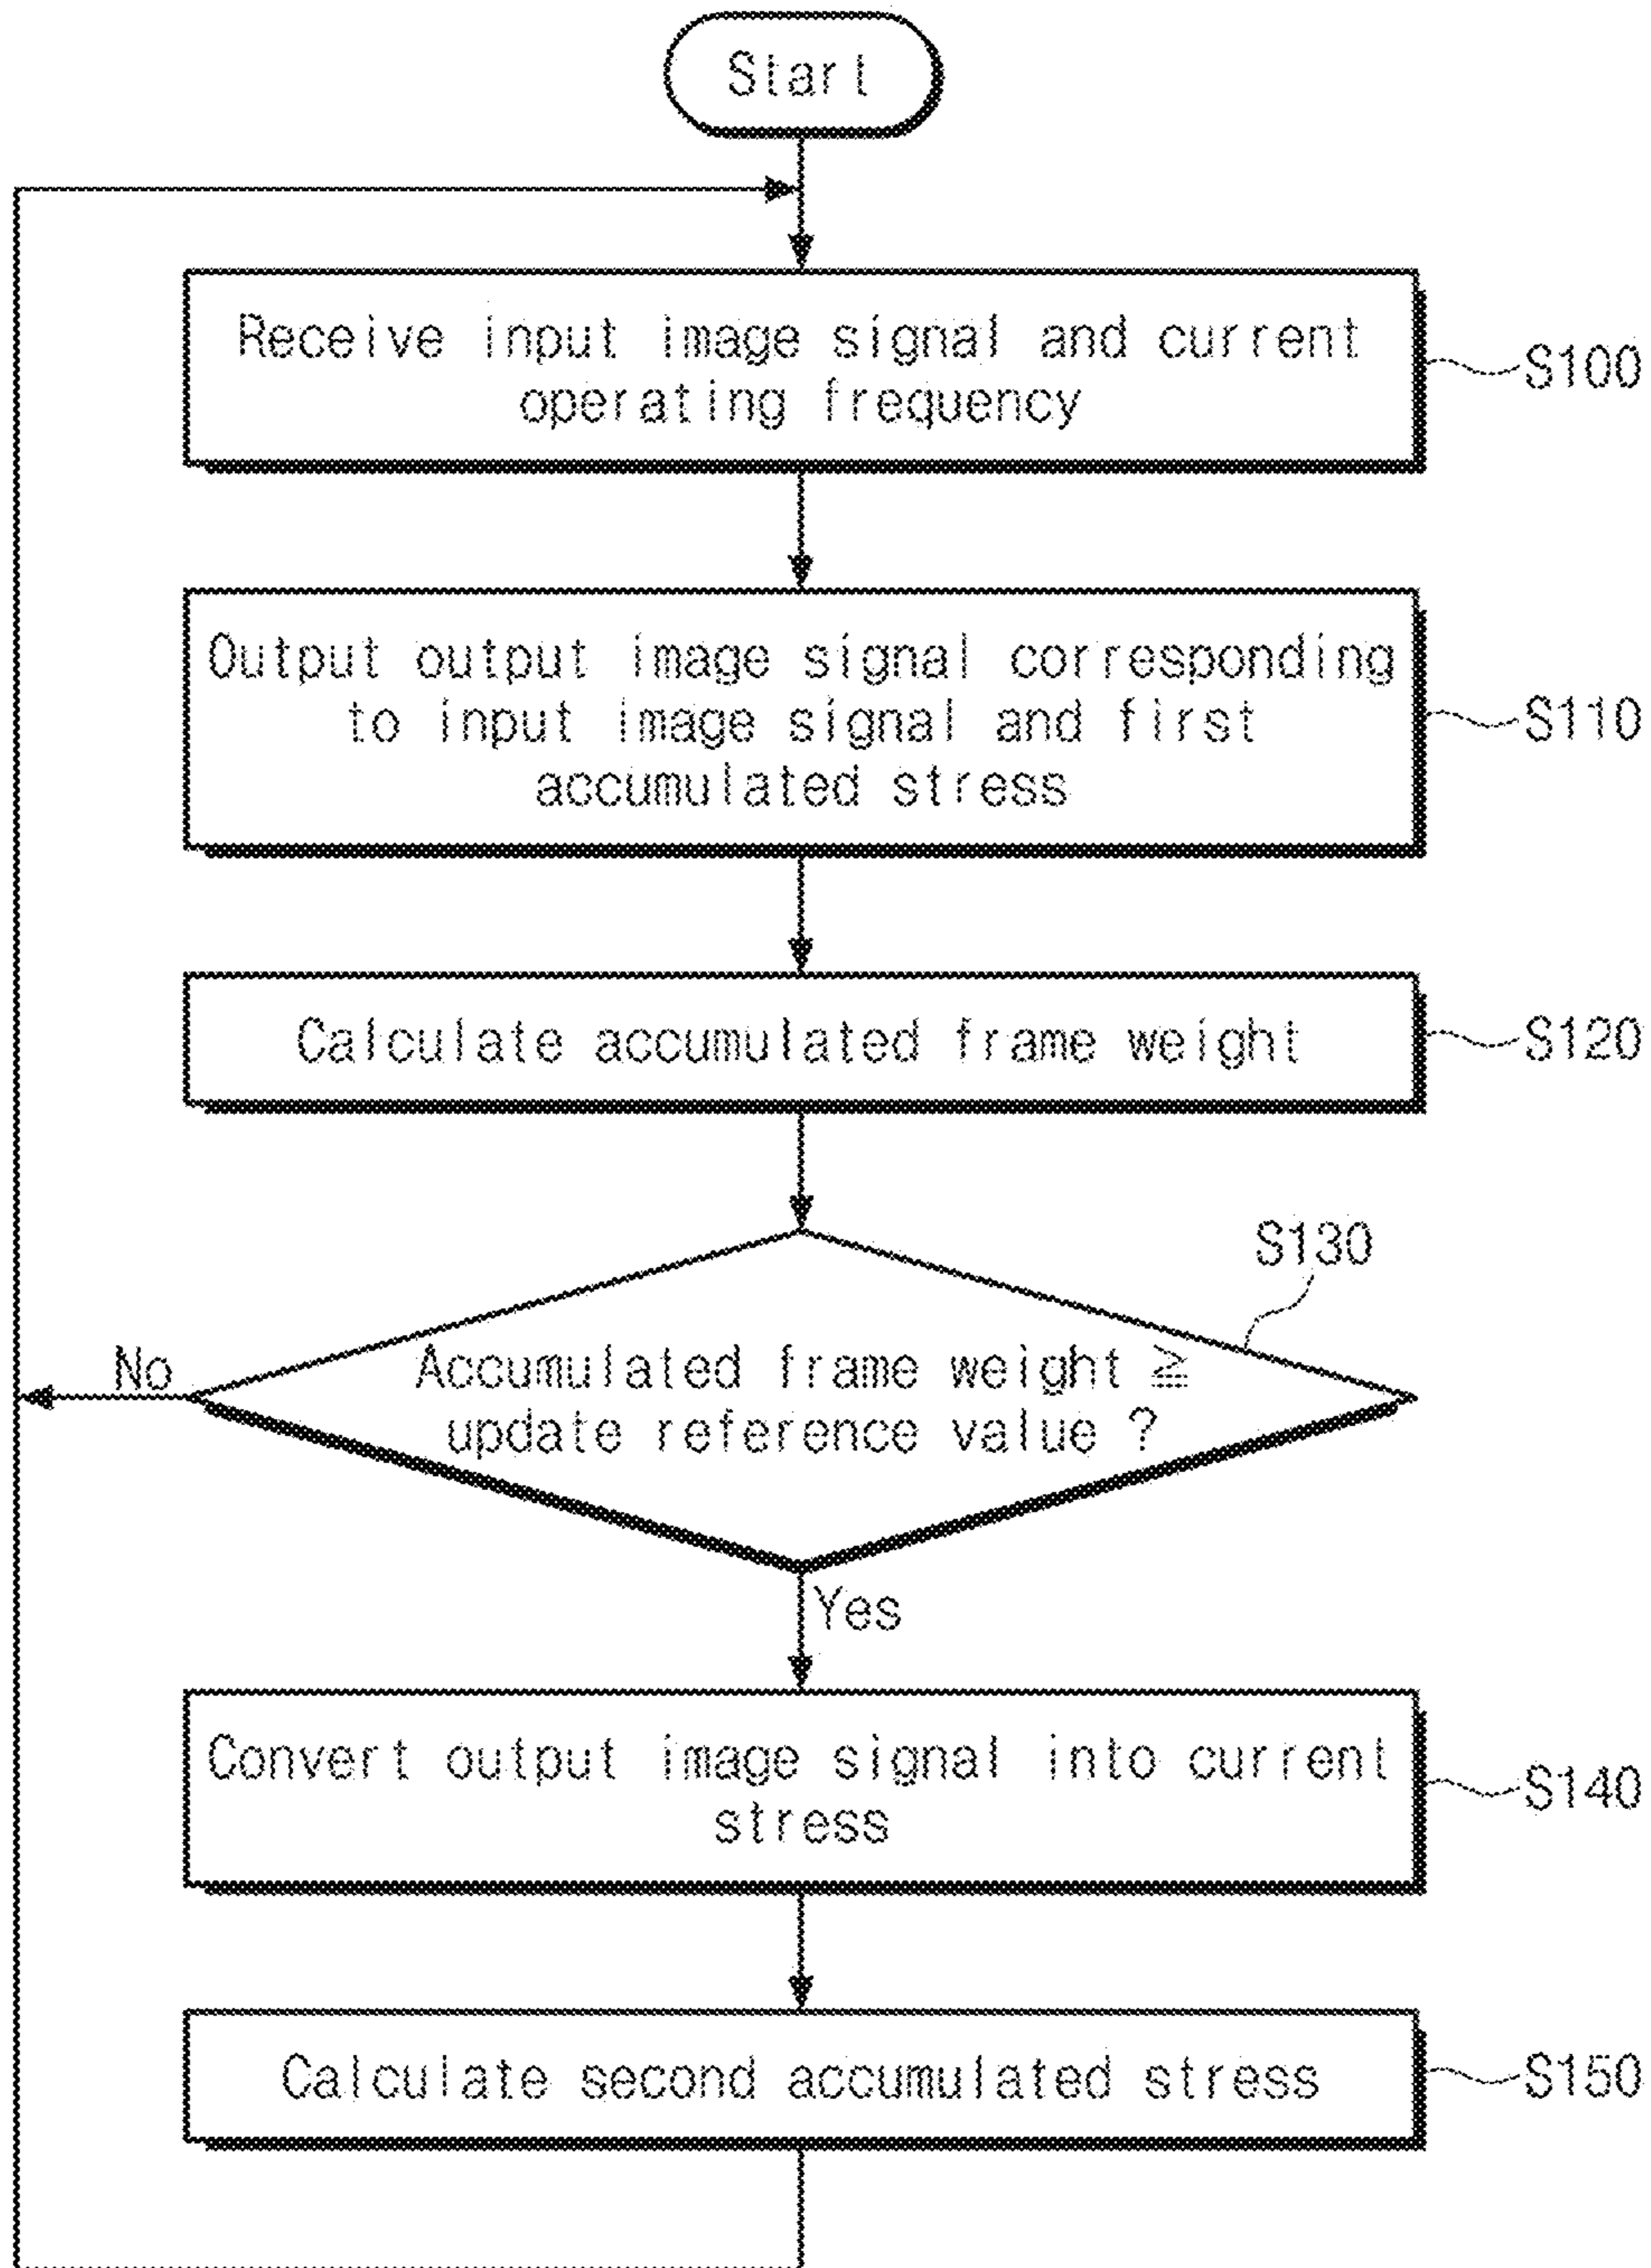 Start
Receive input image signal and current
operating frequency
S100
Output output image signal corresponding
to input image signal and first
accumulated stress
S110
Calculate accumulated frame weight
S120
S130
Accumulated frame weight ≧
update reference value ?
No
Yes
Convert output image signal into current
stress
S140
Calculate second accumulated stress
S150